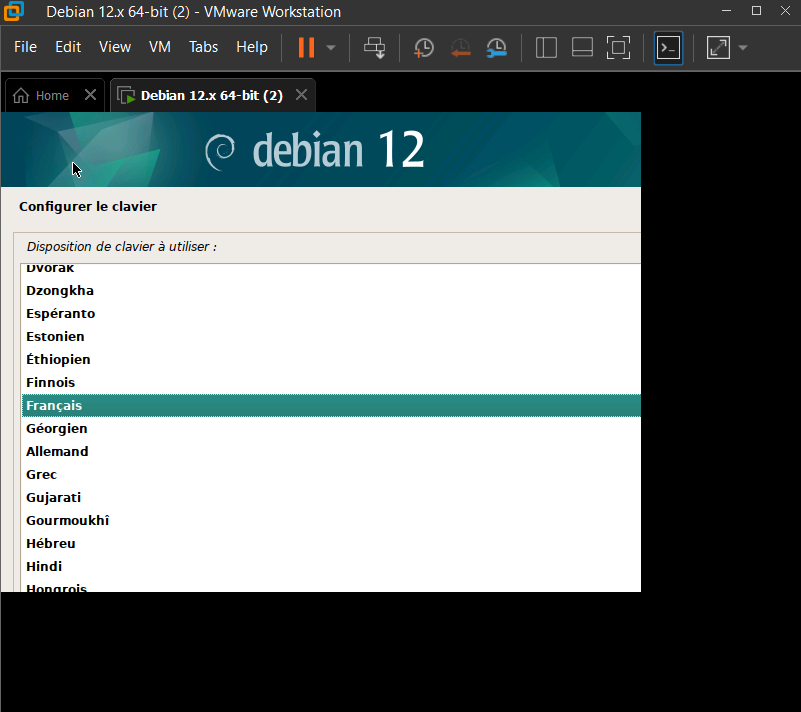 Debian 12.x 64-bit (2) - VMware Workstation
File Edit View VM Tabs Help
Home Debian 12.x 64-bit (2)
debian 12
Configurer le clavier
Disposition de clavier à utiliser :
Dvorak
Dzongkha
Espéranto
Estonien
Éthiopien
Finnois
Français
Géorgien
Allemand
Grec
Gujarati
Gourmoukhî
Hébreu
Hindi
Hongrois